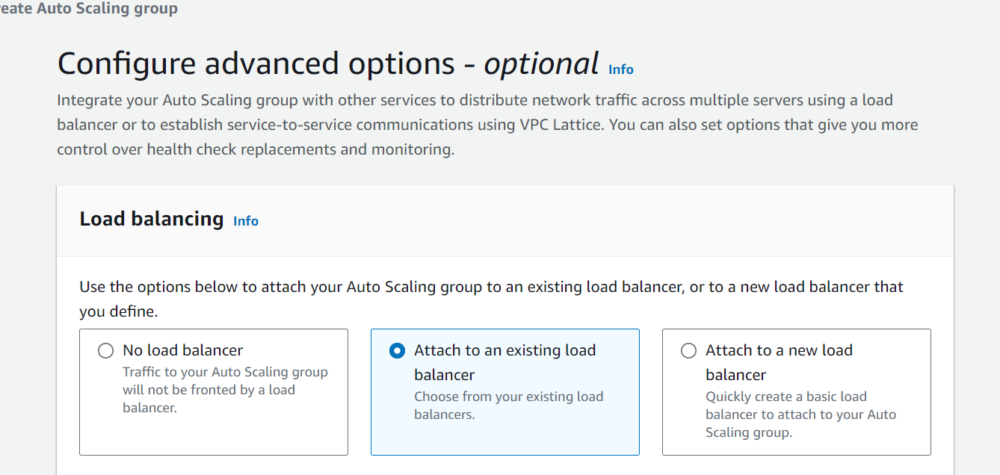 reate Auto Scaling group
Configure advanced options - optional Info
Integrate your Auto Scaling group with other services to distribute network traffic across multiple servers using a load
balancer or to establish service-to-service communications using VPC Lattice. You can also set options that give you more
control over health check replacements and monitoring.
Load balancing Info
Use the options below to attach your Auto Scaling group to an existing load balancer, or to a new load balancer that
you define.
No load balancer
Traffic to your Auto Scaling group
will not be fronted by a load
balancer.
Attach to an existing load
balancer
Choose from your existing load
balancers.
Attach to a new load
balancer
Quickly create a basic load
balancer to attach to your Auto
Scaling group.